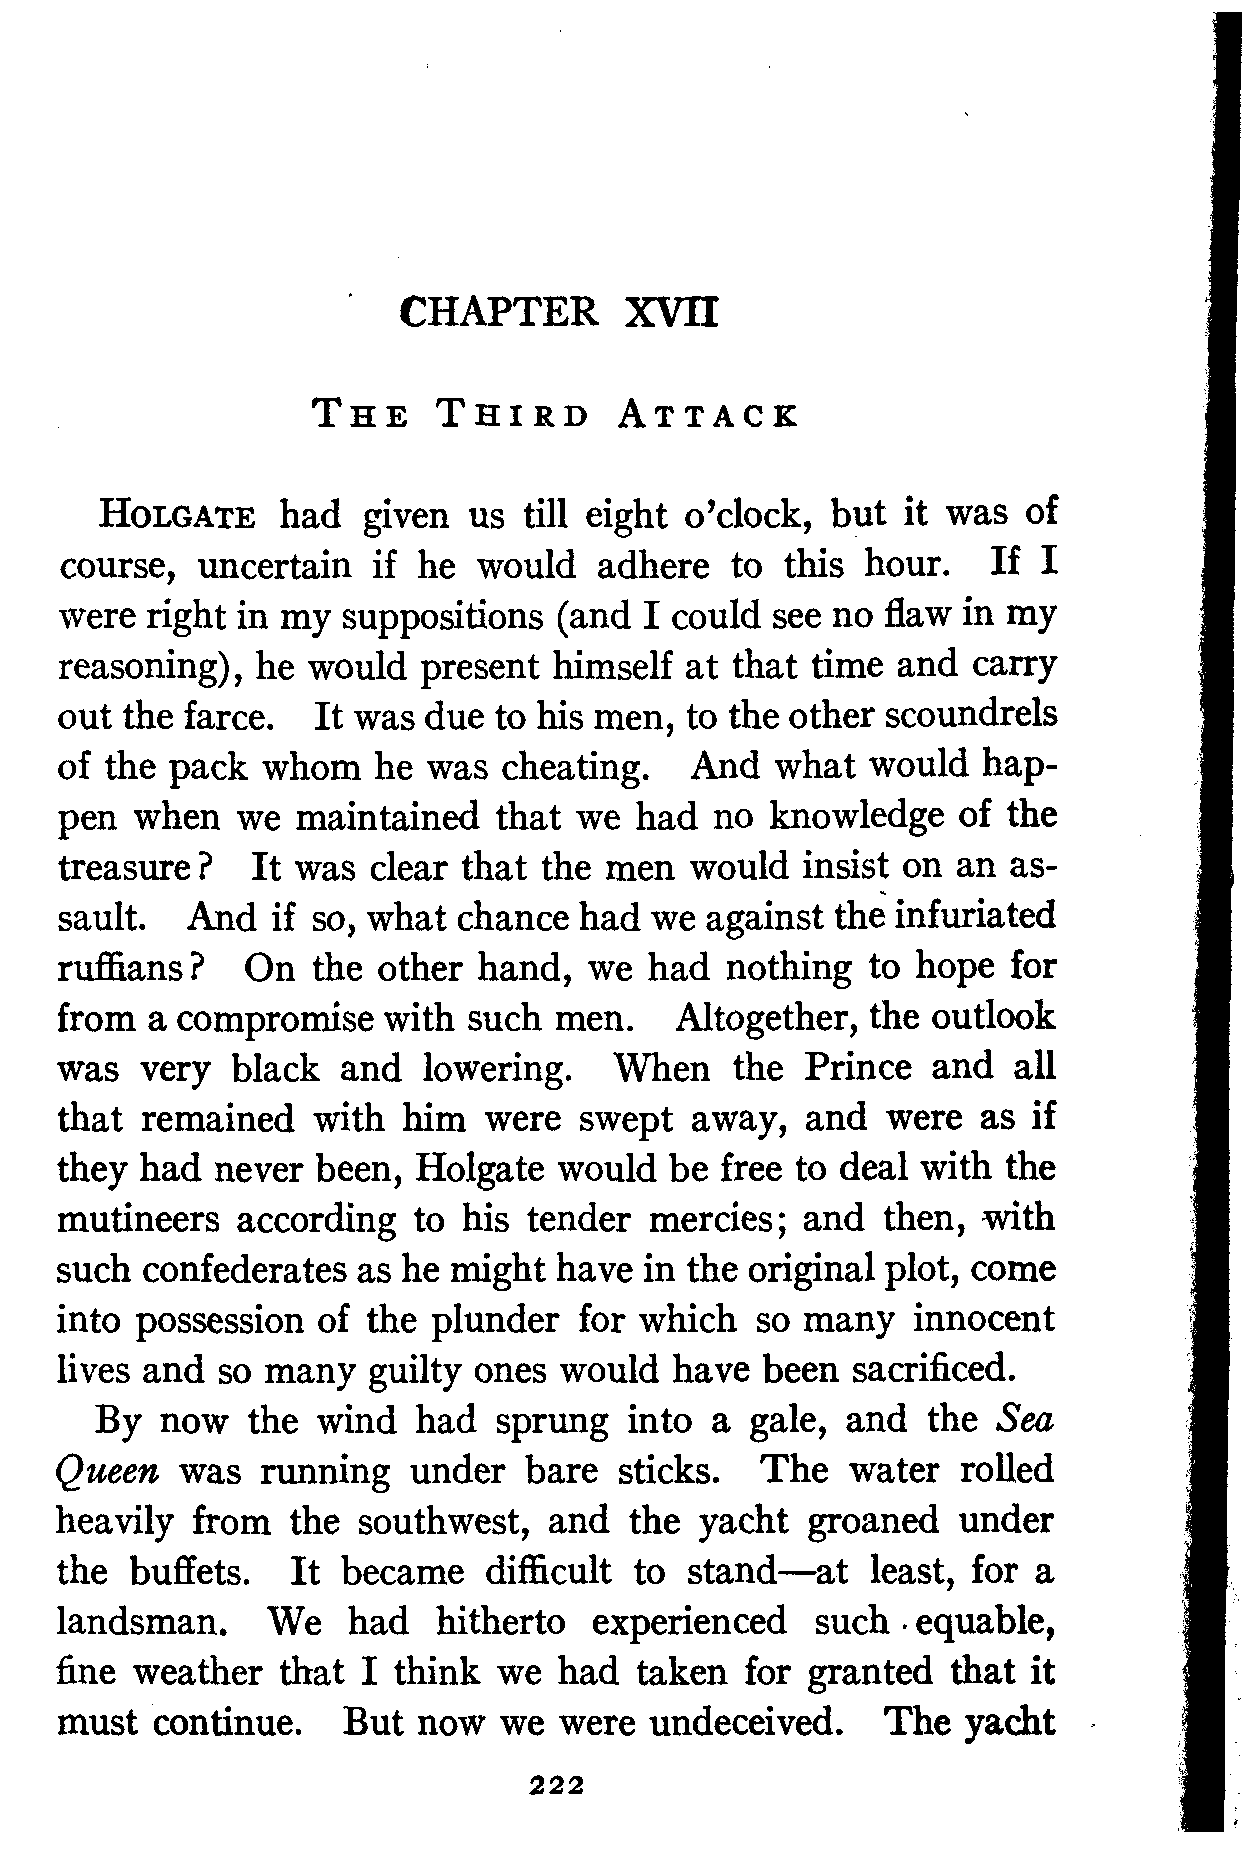 CHAPTER XVII
THE THIRD ATTACK
HOLGATE had given us till eight o'clock, but it was of
course, uncertain if he would adhere to this hour. If I
were right in my suppositions (and I could see no flaw in my
reasoning), he would present himself at that time and carry
out the farce. It was due to his men, to the other scoundrels
of the pack whom he was cheating. And what would hap-
pen when we maintained that we had no knowledge of the
treasure? It was clear that the men would insist on an as-
sault. And if so, what chance had we against the infuriated
ruffians? On the other hand, we had nothing to hope for
from a compromise with such men. Altogether, the outlook
was very black and lowering. When the Prince and all
that remained with him were swept away, and were as if
they had never been, Holgate would be free to deal with the
mutineers according to his tender mercies; and then, with
such confederates as he might have in the original plot, come
into possession of the plunder for which so many innocent
lives and so many guilty ones would have been sacrificed.
By now the wind had sprung into a gale, and the Sea
Queen was running under bare sticks. The water rolled
heavily from the southwest, and the yacht groaned under
the buffets. It became difficult to stand—at least, for a
landsman. We had hitherto experienced such equable,
fine weather that I think we had taken for granted that it
must continue. But now we were undeceived. The yacht
222